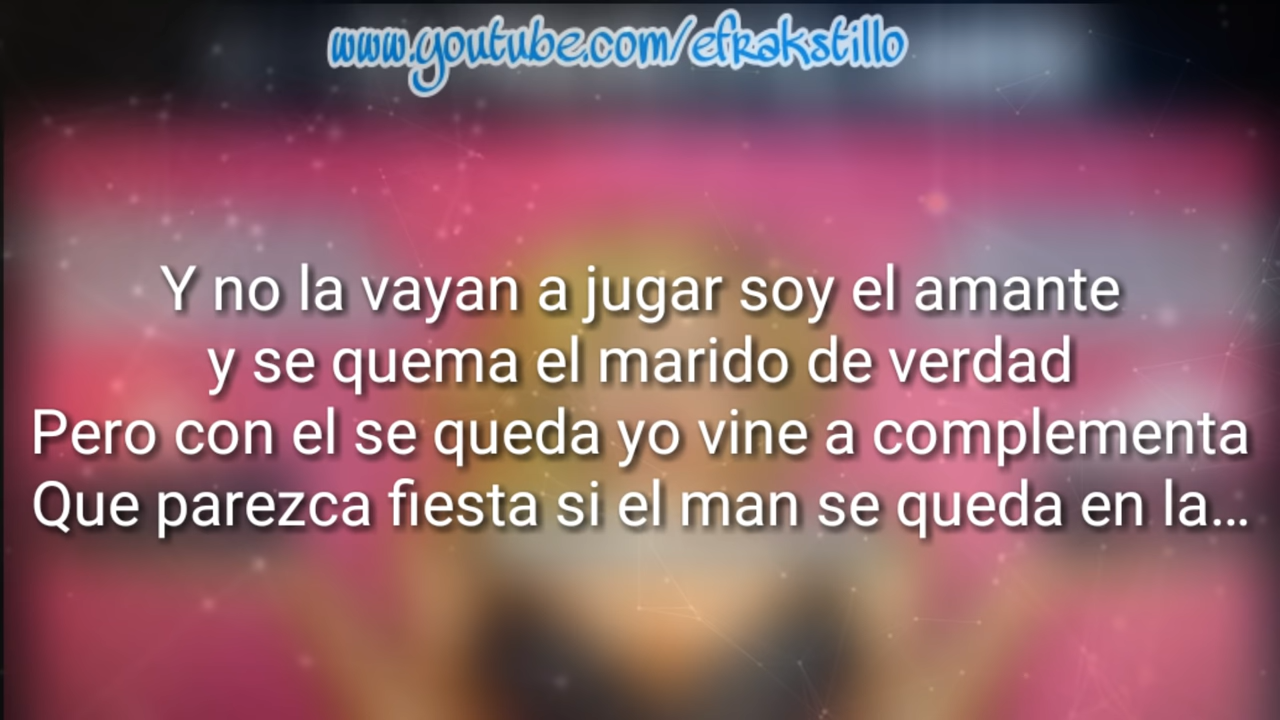 www.youtube.com/efrakstillo
Y no la vayan a jugar soy el amante
y se quema el marido de verdad
Pero con el se queda yo vine a complementa
Que parezca fiesta si el man se queda en la...